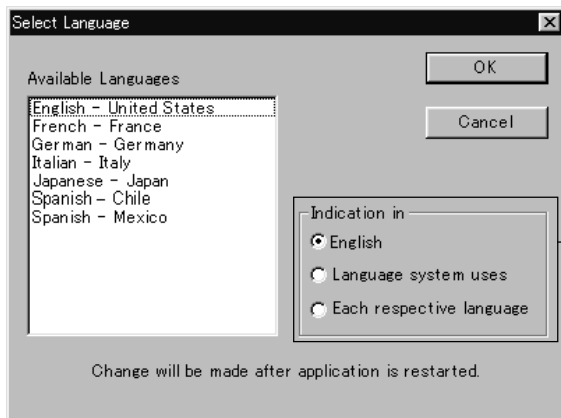 Select Language
Available Languages
English - United States
French - France
German - Germany
Italian - Italy
Japanese - Japan
Spanish - Chile
Spanish - Mexico
OK
Cancel
Indication in
English
Language system uses
Each respective language
Change will be made after application is restarted.